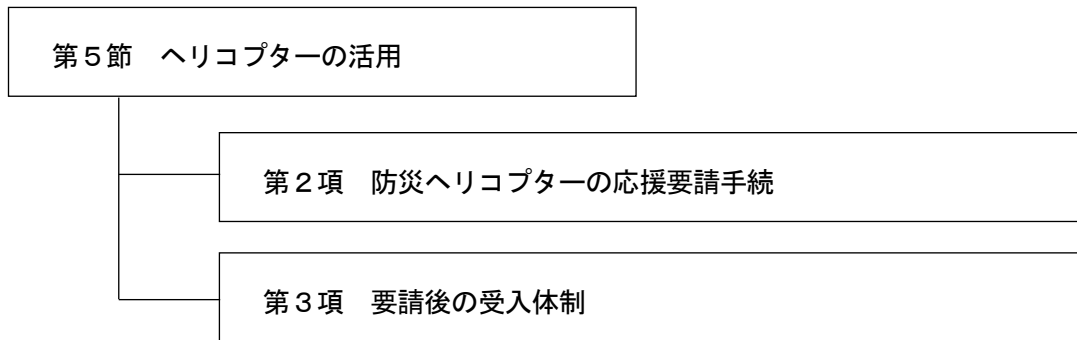 第５節　ヘリコプターの活用
第２項　防災ヘリコプターの応援要請手続
第３項　要請後の受入体制